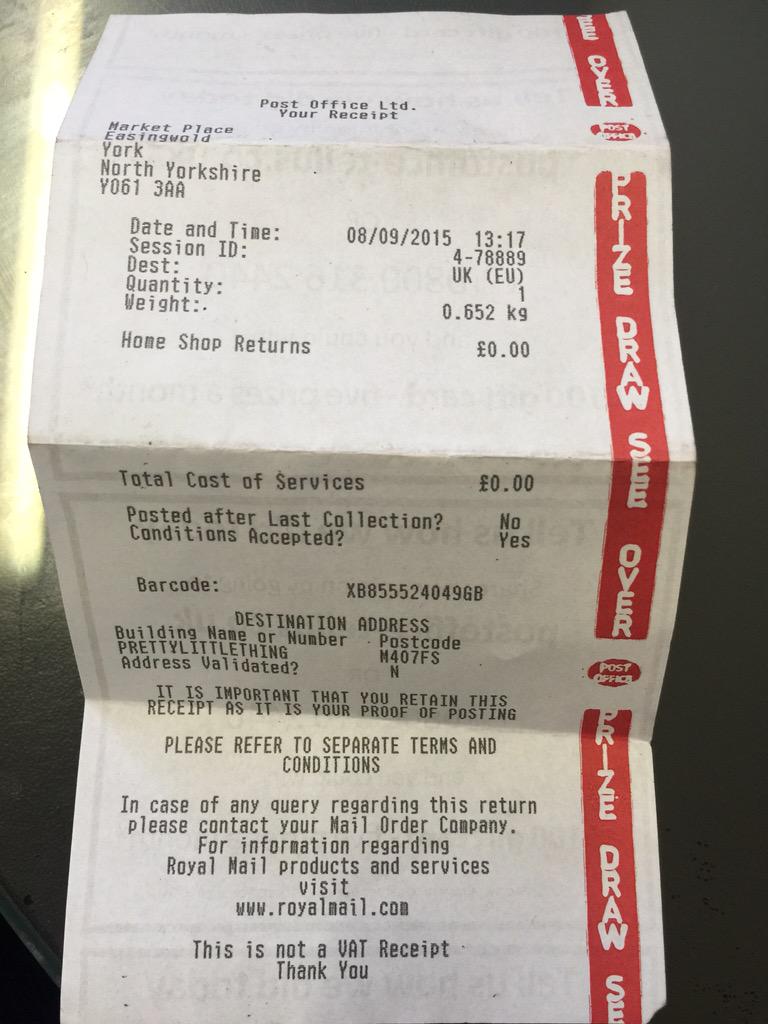 Post Office Ltd.
Your Receipt
Market Place
Easingwold
York
North Yorkshire
YO61 3AA
Date and Time: 08/09/2015 13:17
Session ID: 4-78889
Dest: UK (EU)
Quantity: 1
Weight: 0.652 kg
Home Shop Returns £0.00
Total Cost of Services £0.00
Posted after Last Collection? No
Conditions Accepted? Yes
Barcode: XB855524049GB
DESTINATION ADDRESS
Building Name or Number Postcode
PRETTYLITTLETHING M407FS
Address Validated? N
IT IS IMPORTANT THAT YOU RETAIN THIS
RECEIPT AS IT IS YOUR PROOF OF POSTING
PLEASE REFER TO SEPARATE TERMS AND
CONDITIONS
In case of any query regarding this return
please contact your Mail Order Company.
For information regarding
Royal Mail products and services
visit
www.royalmail.com
This is not a VAT Receipt
Thank You
SEE OVER
POST OFFICE
PRIZE DRAW SEE OVER
POST OFFICE
PRIZE DRAW SE